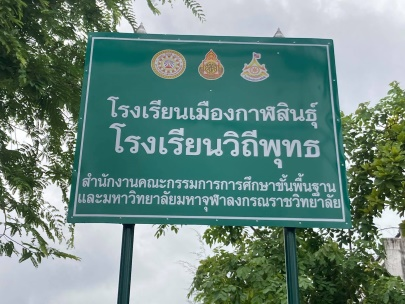 โรงเรียนเมืองกาฬสินธุ์
โรงเรียนวิถีพุทธ
สำนักงานคณะกรรมการการศึกษาขั้นพื้นฐาน
และมหาวิทยาลัยมหาจุฬาลงกรณราชวิทยาลัย